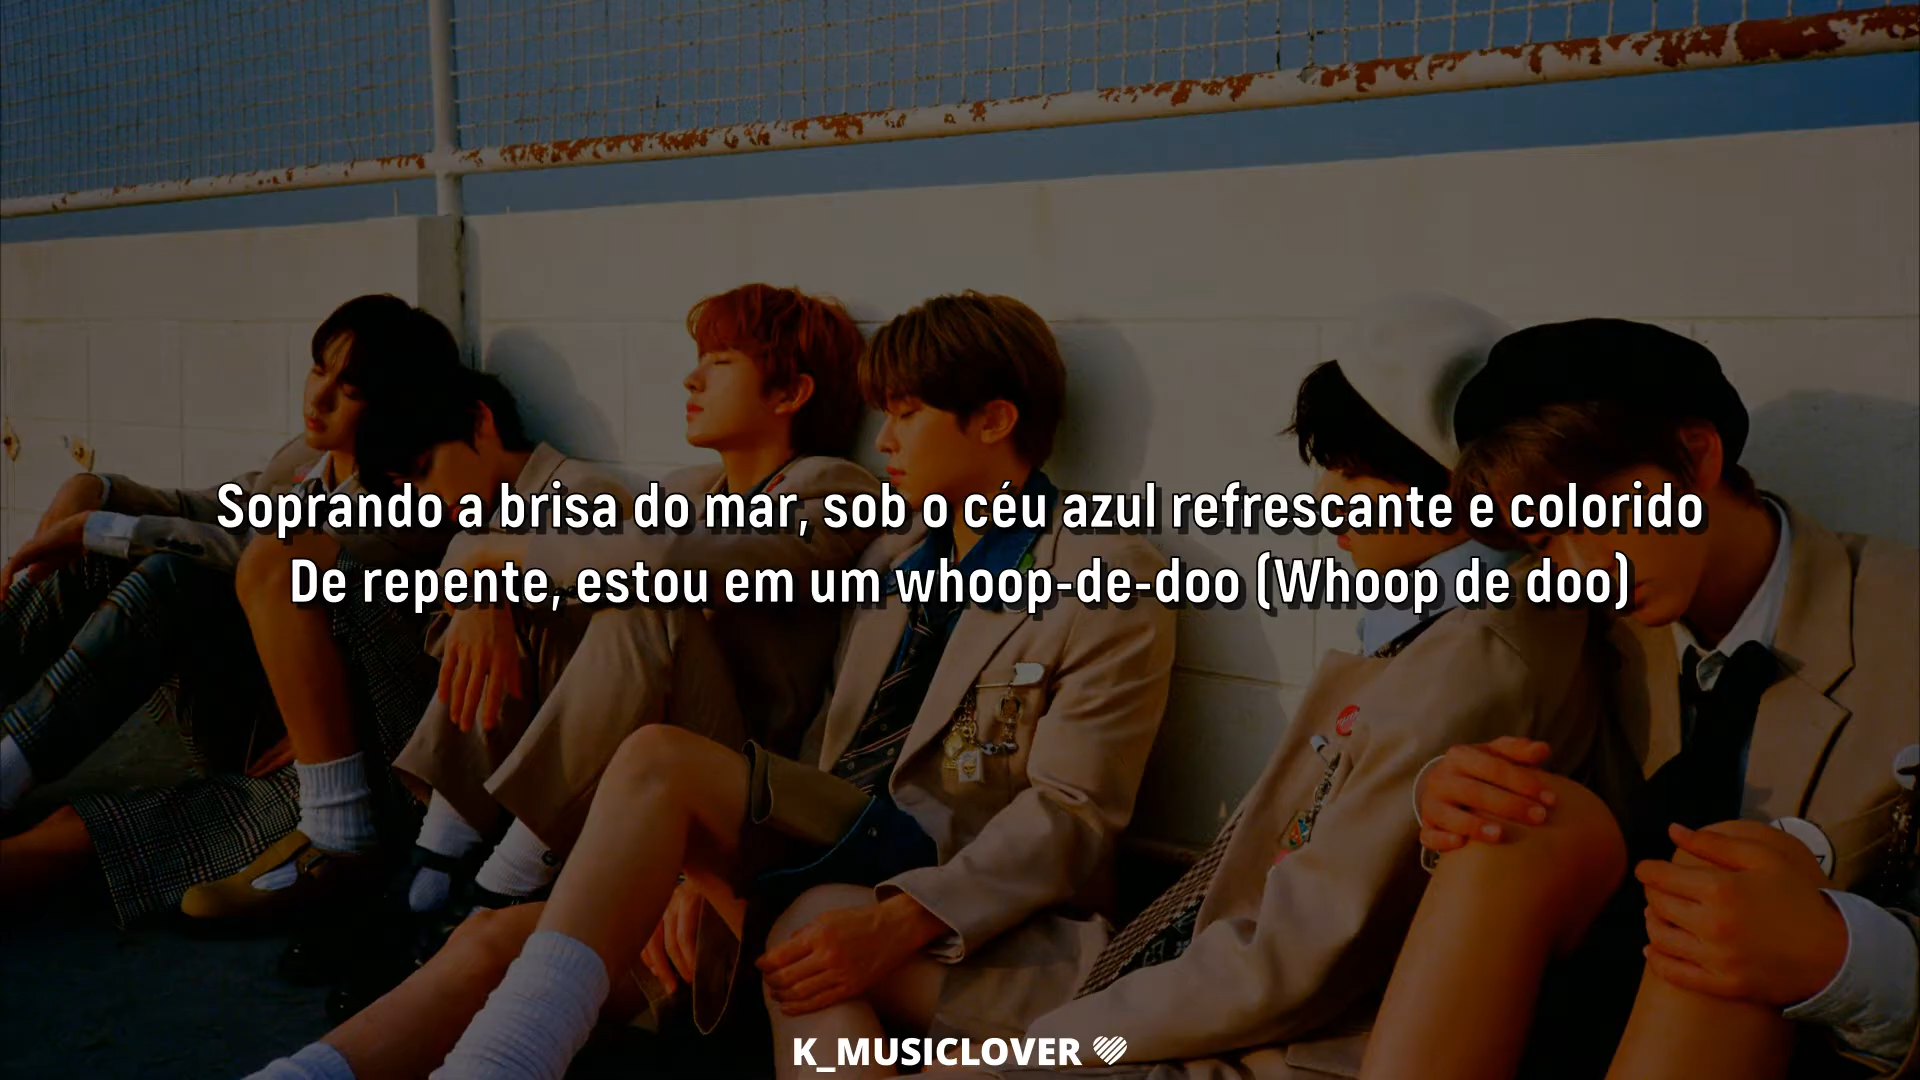 Soprando a brisa do mar, sob o céu azul refrescante e colorido
De repente, estou em um whoop-de-doo (Whoop de doo)
K_MUSICLOVER